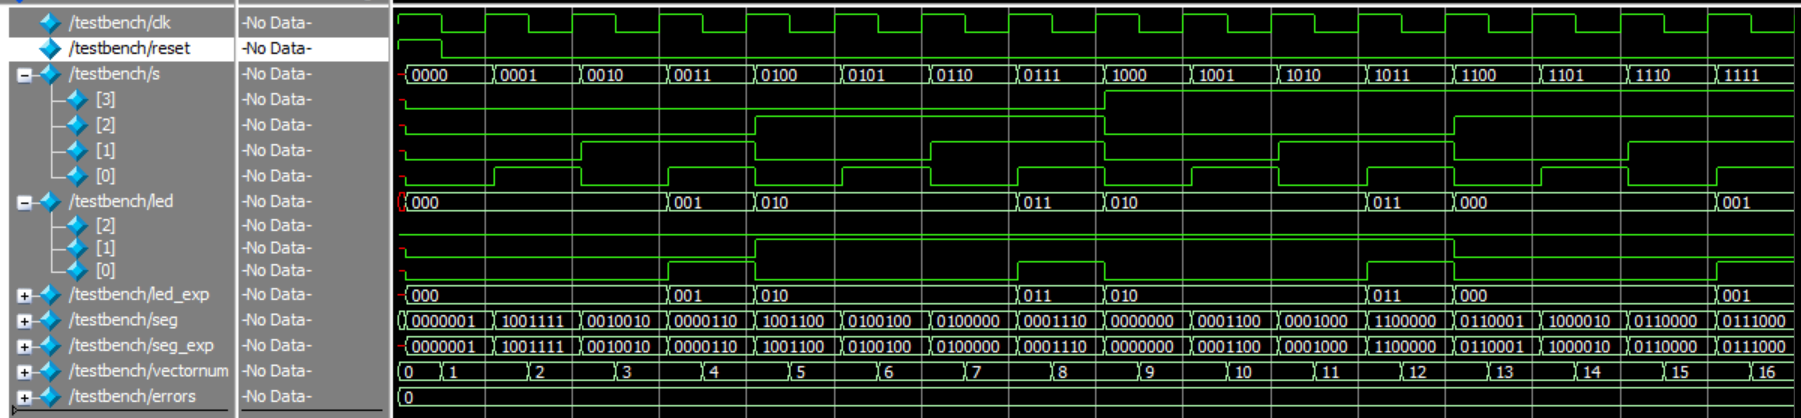 /testbench/clk -No Data-
/testbench/reset -No Data-
/testbench/s -No Data- 0000 0001 0010 0011 0100 0101 0110 0111 1000 1001 1010 1011 1100 1101 1110 1111
[3] -No Data-
[2] -No Data-
[1] -No Data-
[0] -No Data-
/testbench/led -No Data- 000 001 010 011 010 011 000 001
[2] -No Data-
[1] -No Data-
[0] -No Data-
/testbench/led_exp -No Data- 000 001 010 011 010 011 000 001
/testbench/seg -No Data- 0000001 1001111 0010010 0000110 1001100 0100100 0100000 0001110 0000000 0001100 0001000 1100000 0110001 1000010 0110000 0111000
/testbench/seg_exp -No Data- 0000001 1001111 0010010 0000110 1001100 0100100 0100000 0001110 0000000 0001100 0001000 1100000 0110001 1000010 0110000 0111000
/testbench/vectornum -No Data- 0 1 2 3 4 5 6 7 8 9 10 11 12 13 14 15 16
/testbench/errors -No Data- 0